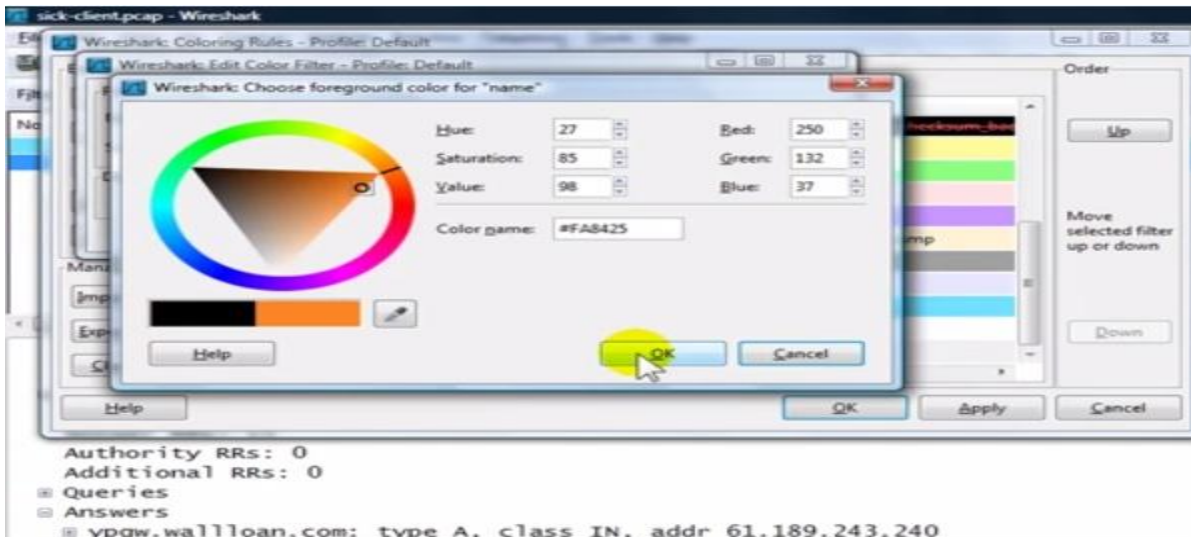 sick-client.pcap - Wireshark
Wireshark: Coloring Rules - Profile: Default
Wireshark: Edit Color Filter - Profile: Default
Wireshark: Choose foreground color for "name"
Order
No
Hue: 27 Red: 250
Saturation: 85 Green: 132
Value: 98 Blue: 37
Color name: #FA8425
Up
Move
selected filter
up or down
Down
Help OK Cancel
Help OK Apply Cancel
Authority RRs: 0
Additional RRs: 0
Queries
Answers
ypgw.wallloan.com: type A, class IN, addr 61.189.243.240